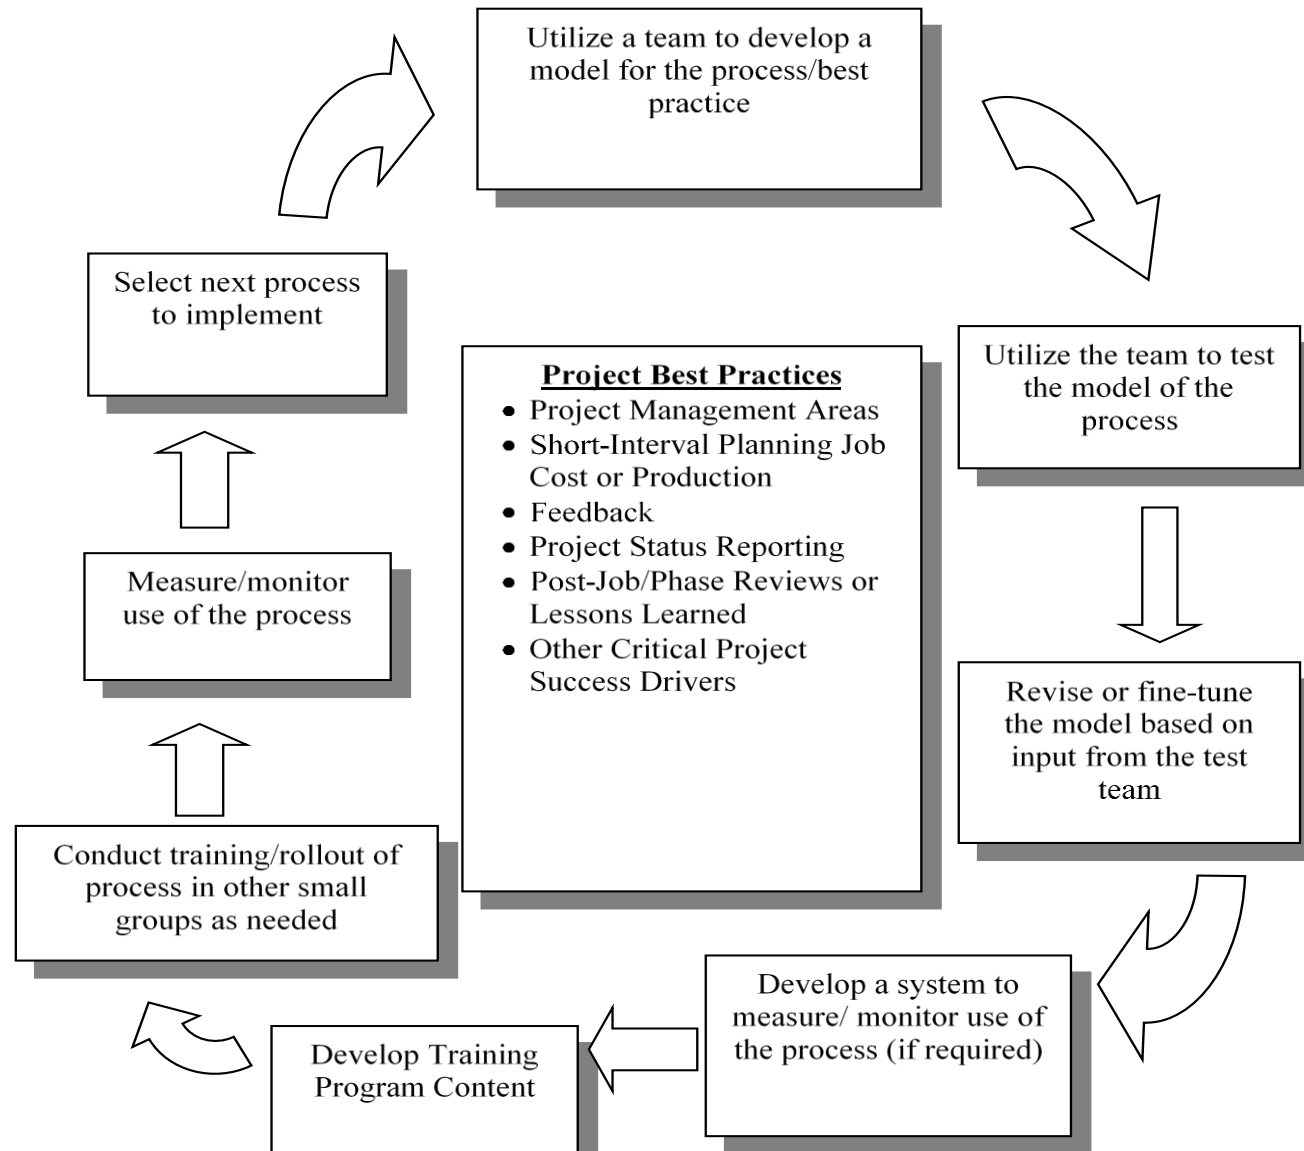 Utilize a team to develop a
model for the process/best
practice
Utilize the team to test
the model of the
process
Revise or fine-tune
the model based on
input from the test
team
Develop a system to
measure/ monitor use of
the process (if required)
Develop Training
Program Content
Conduct training/rollout of
process in other small
groups as needed
Measure/monitor
use of the process
Select next process
to implement
Project Best Practices
• Project Management Areas
• Short-Interval Planning Job
Cost or Production
• Feedback
• Project Status Reporting
• Post-Job/Phase Reviews or
Lessons Learned
• Other Critical Project
Success Drivers